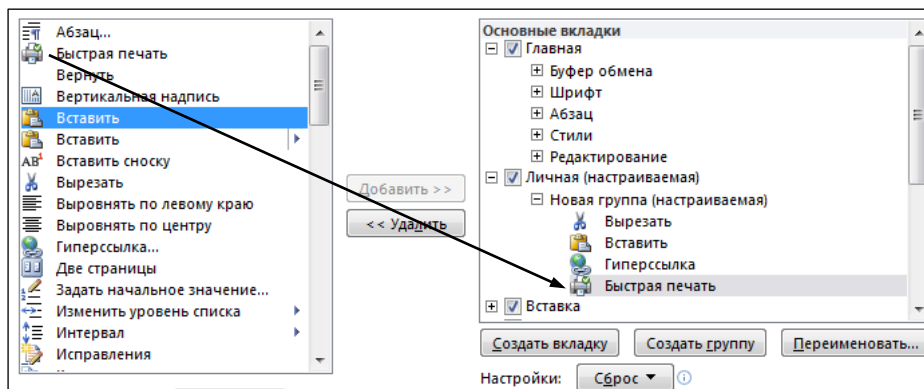 Абзац...
Быстрая печать
Вернуть
Вертикальная надпись
Вставить
Вставить
AB¹ Вставить сноску
Вырезать
Выровнять по левому краю
Выровнять по центру
Гиперссылка...
Две страницы
Задать начальное значение...
Изменить уровень списка
Интервал
Исправления
Добавить >>
<< Удалить
Основные вкладки
Главная
Буфер обмена
Шрифт
Абзац
Стили
Редактирование
Личная (настраиваемая)
Новая группа (настраиваемая)
Вырезать
Вставить
Гиперссылка
Быстрая печать
Вставка
Создать вкладку Создать группу Переименовать...
Настройки: Сброс